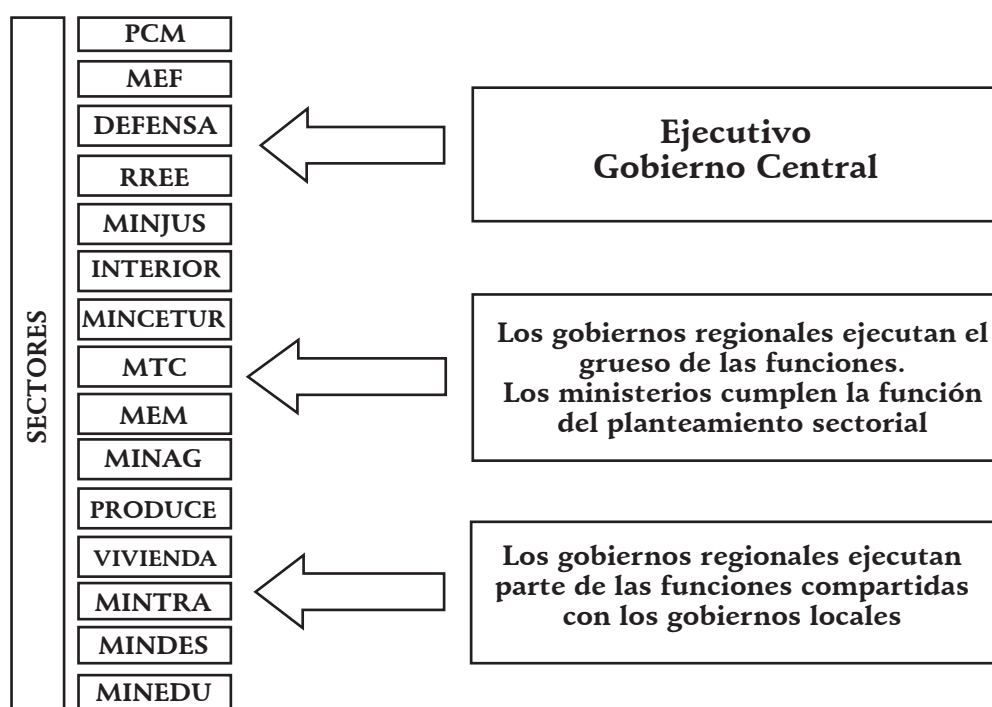 SECTORES
PCM
MEF
DEFENSA
RREE
MINJUS
INTERIOR
MINCETUR
MTC
MEM
MINAG
PRODUCE
VIVIENDA
MINTRA
MINDES
MINEDU
Ejecutivo
Gobierno Central
Los gobiernos regionales ejecutan el
grueso de las funciones.
Los ministerios cumplen la función
del planteamiento sectorial
Los gobiernos regionales ejecutan
parte de las funciones compartidas
con los gobiernos locales